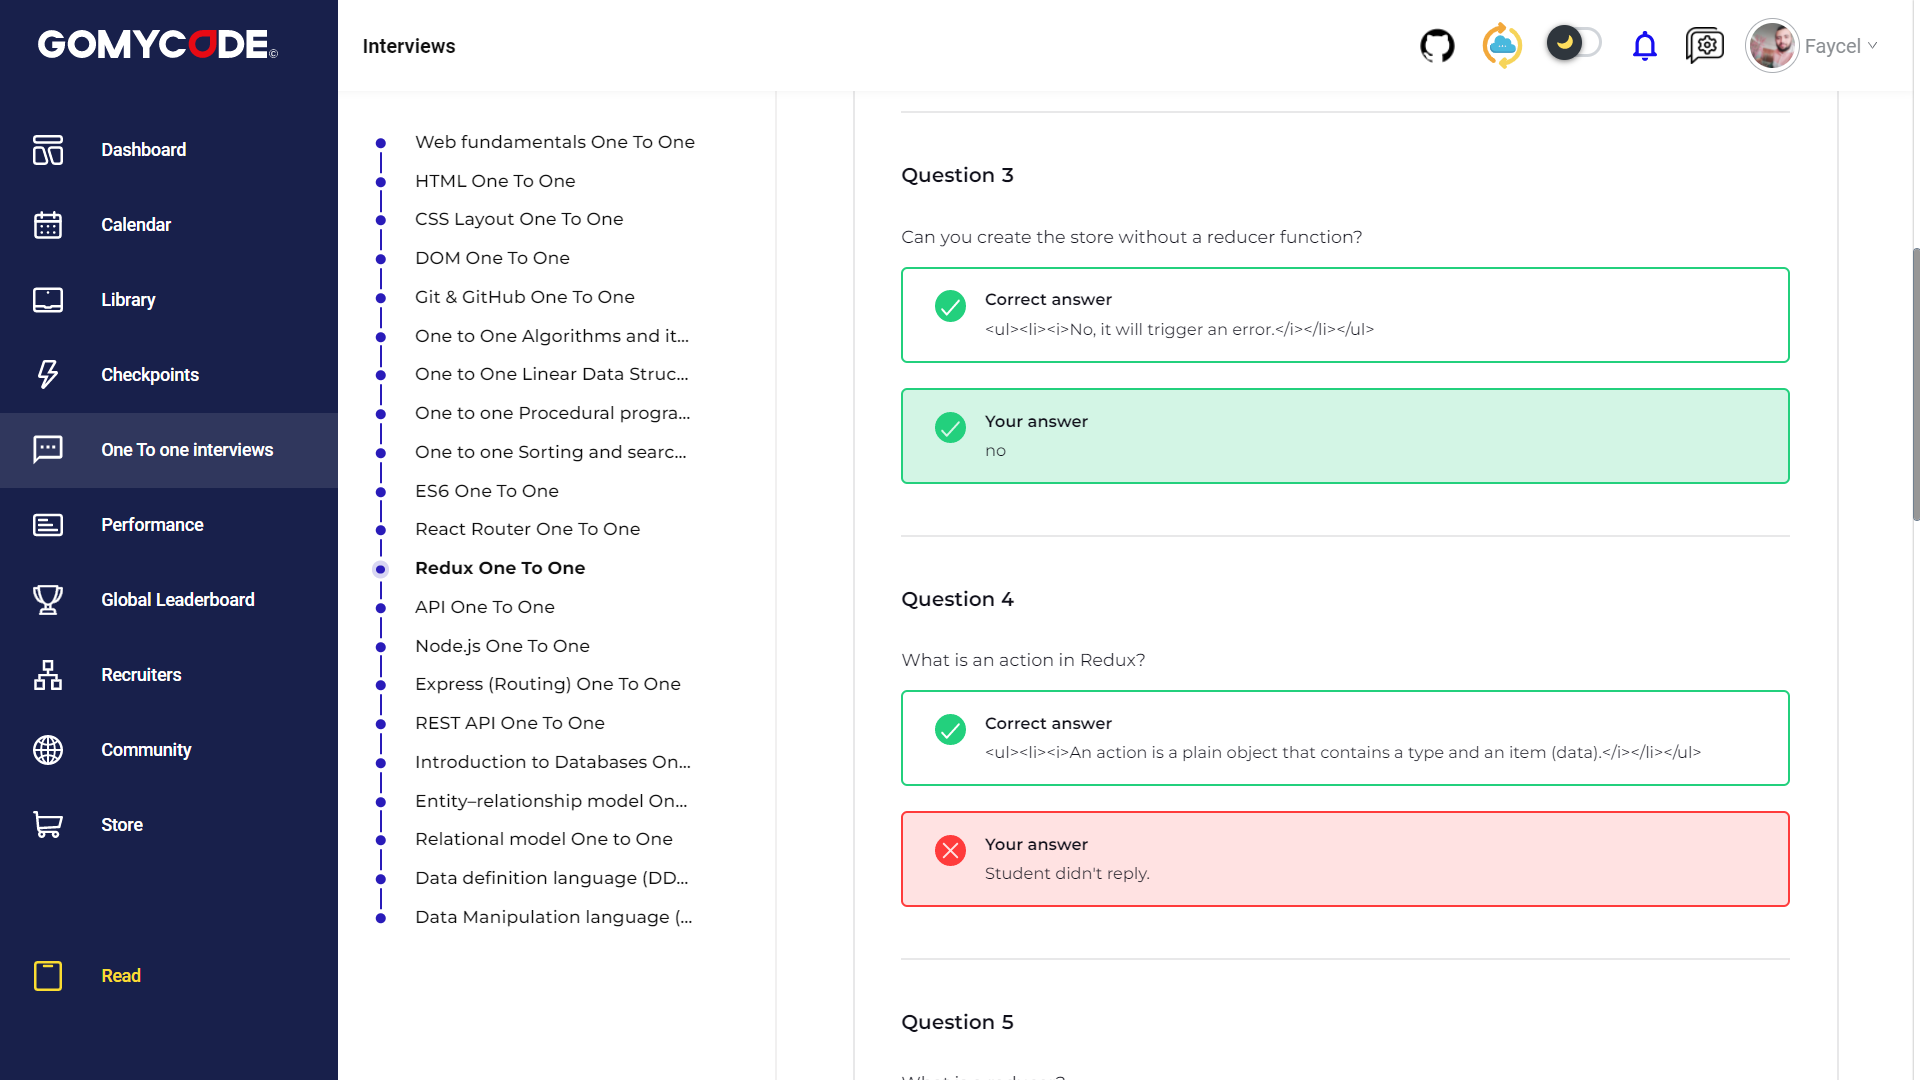 GOMYCODE©
Dashboard
Calendar
Library
Checkpoints
One To one interviews
Performance
Global Leaderboard
Recruiters
Community
Store
Read
Interviews
Faycel
Web fundamentals One To One
HTML One To One
CSS Layout One To One
DOM One To One
Git & GitHub One To One
One to One Algorithms and it...
One to One Linear Data Struc...
One to one Procedural progra...
One to one Sorting and searc...
ES6 One To One
React Router One To One
Redux One To One
API One To One
Node.js One To One
Express (Routing) One To One
REST API One To One
Introduction to Databases On...
Entity–relationship model On...
Relational model One to One
Data definition language (DD...
Data Manipulation language (...
Question 3
Can you create the store without a reducer function?
Correct answer
<ul><li><i>No, it will trigger an error.</i></li></ul>
Your answer
no
Question 4
What is an action in Redux?
Correct answer
<ul><li><i>An action is a plain object that contains a type and an item (data).</i></li></ul>
Your answer
Student didn't reply.
Question 5